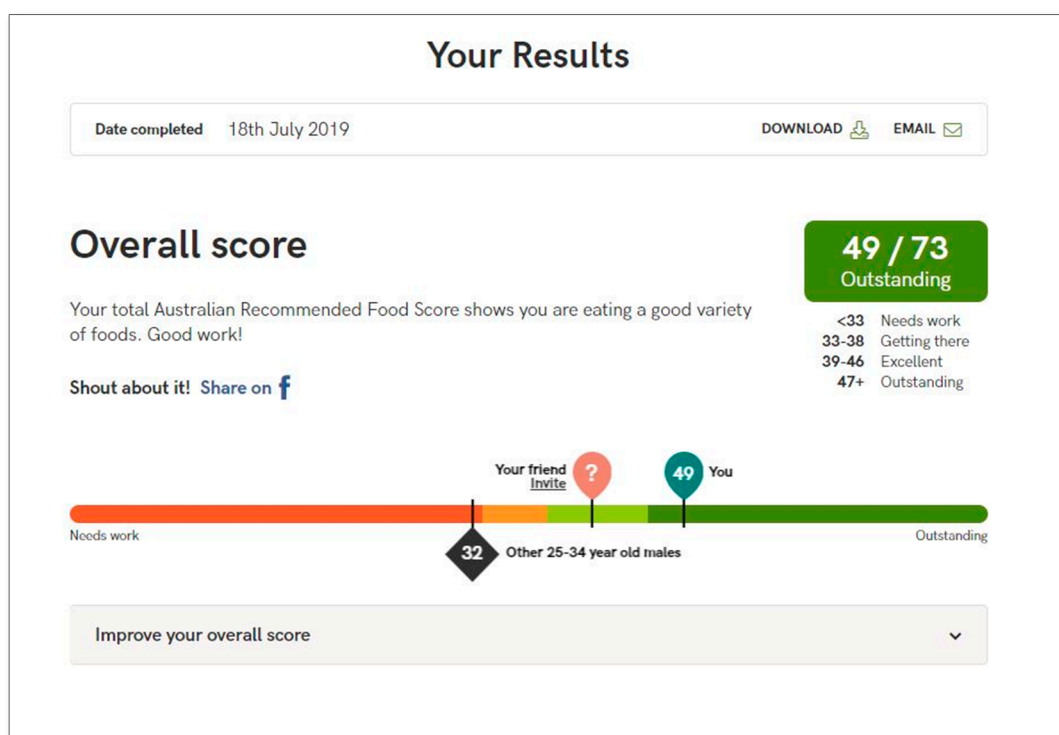 Your Results
Date completed 18th July 2019 DOWNLOAD EMAIL
Overall score
49 / 73
Outstanding
Your total Australian Recommended Food Score shows you are eating a good variety
of foods. Good work!
<33 Needs work
33-38 Getting there
39-46 Excellent
47+ Outstanding
Shout about it! Share on f
Your friend
Invite
?
49 You
Needs work
Outstanding
32 Other 25-34 year old males
Improve your overall score